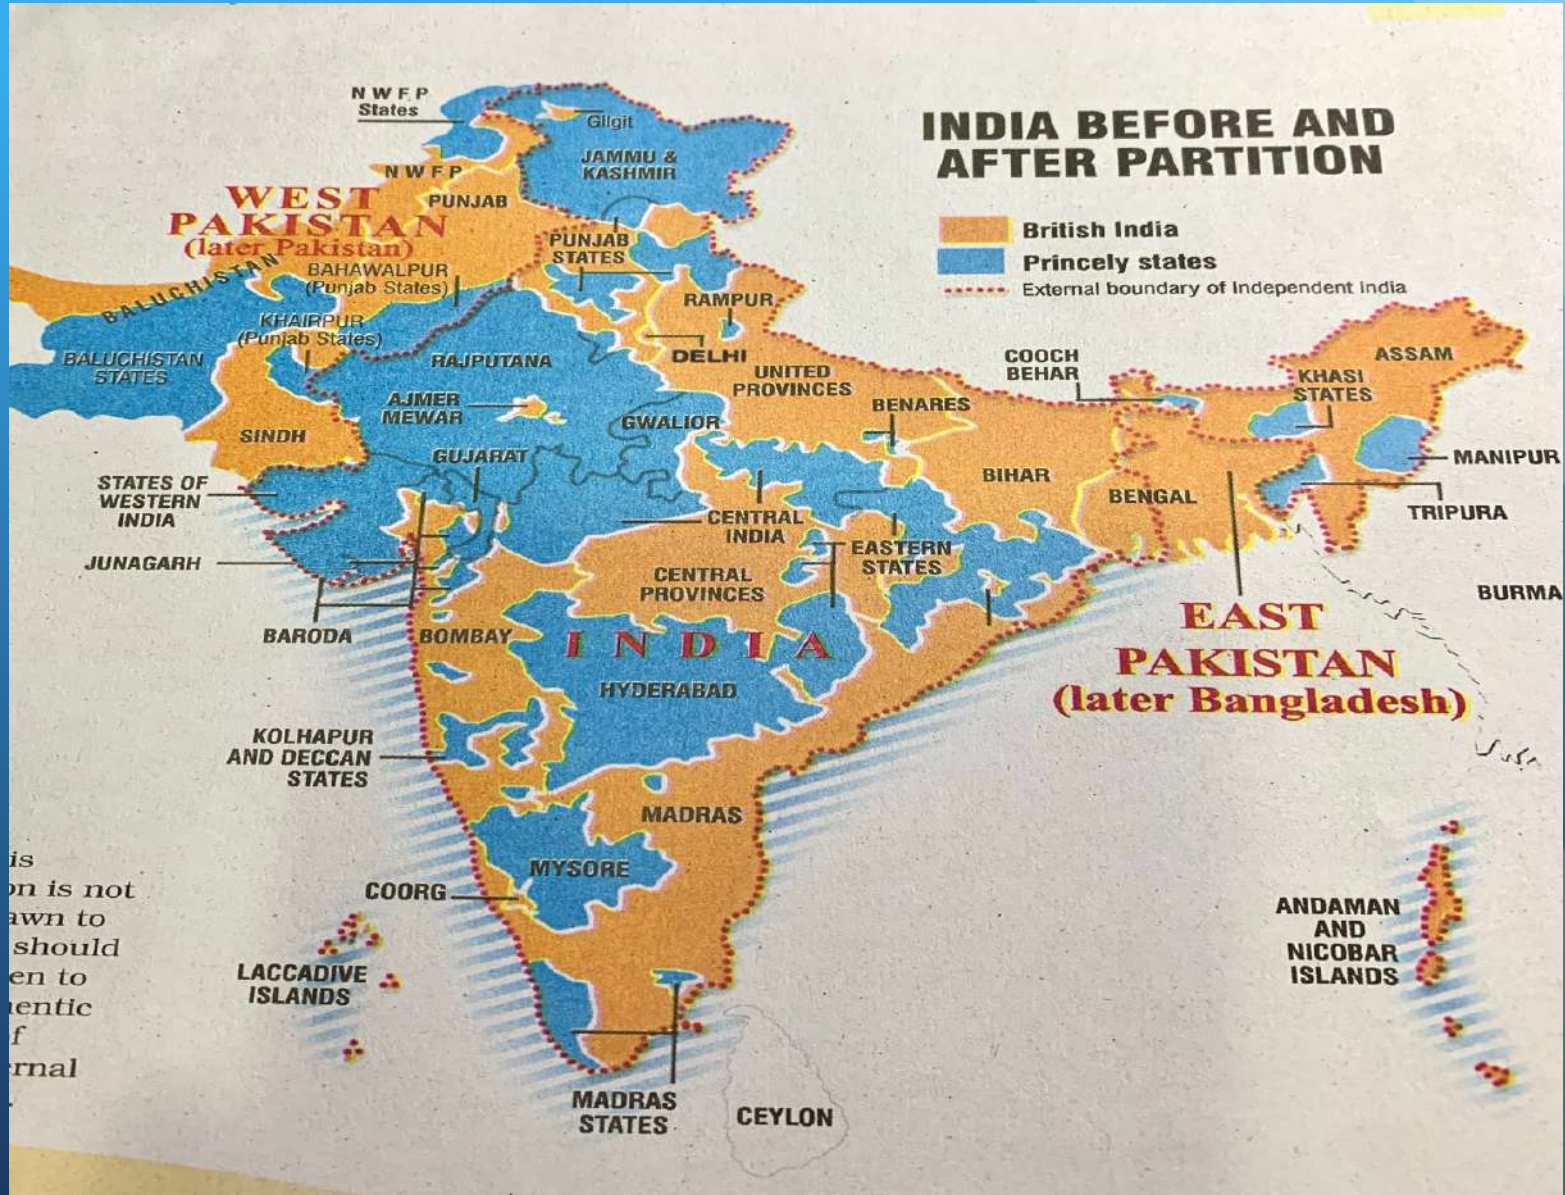 INDIA BEFORE AND
AFTER PARTITION
British India
Princely states
External boundary of Independent India
N W F P
States
Gilgit
JAMMU &
KASHMIR
N W F P
PUNJAB
WEST
PAKISTAN
(later Pakistan)
PUNJAB
STATES
BALUCHISTAN
BAHAWALPUR
(Punjab States)
RAMPUR
KHAIRPUR
(Punjab States)
DELHI
BALUCHISTAN
STATES
RAJPUTANA
UNITED
PROVINCES
COOCH
BEHAR
ASSAM
KHASI
STATES
AJMER
MEWAR
GWALIOR
BENARES
SINDH
GUJARAT
BIHAR
BENGAL
MANIPUR
STATES OF
WESTERN
INDIA
CENTRAL
INDIA
TRIPURA
JUNAGARH
EASTERN
STATES
CENTRAL
PROVINCES
BURMA
BARODA
BOMBAY
INDIA
EAST
PAKISTAN
(later Bangladesh)
HYDERABAD
KOLHAPUR
AND DECCAN
STATES
MADRAS
MYSORE
COORG
LACCADIVE
ISLANDS
ANDAMAN
AND
NICOBAR
ISLANDS
MADRAS
STATES
CEYLON
is
on is not
awn to
should
en to
entic
f
ernal
.